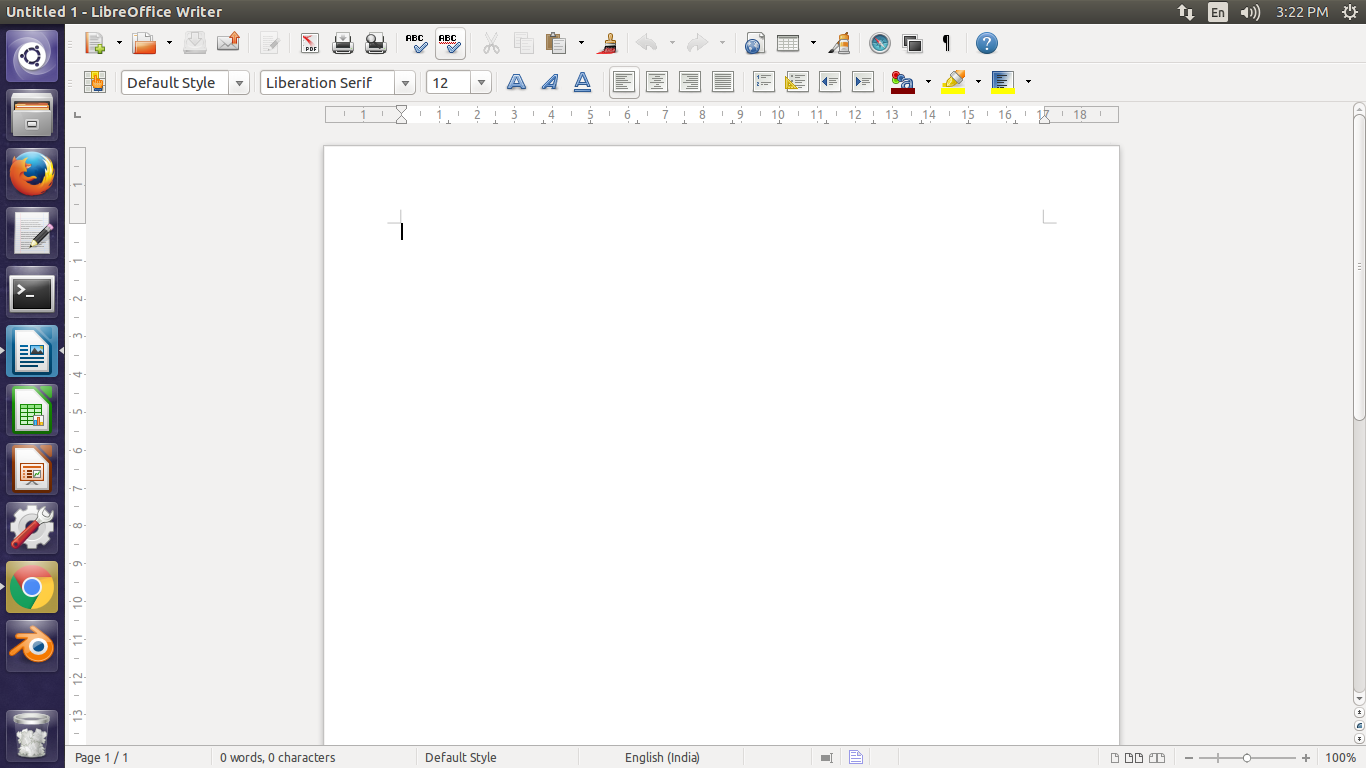 Untitled 1 - LibreOffice Writer
En
3:22 PM
PDF
ABC
ABC
Default Style
Liberation Serif
12
1 1 2 3 4 5 6 7 8 9 10 11 12 13 14 15 16 17 18
1
1
2
3
4
5
6
7
8
9
10
11
12
13
Page 1 / 1
0 words, 0 characters
Default Style
English (India)
100%